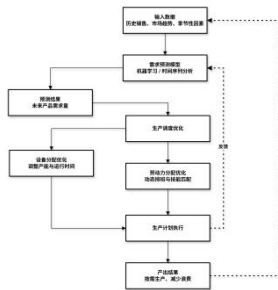 输入数据
历史销售、市场趋势、季节性因素
需求预测模型
机器学习 / 时间序列分析
预测结果
未来产品需求量
生产调度优化
反馈
设备分配优化
调整产能与运行时间
劳动力分配优化
动态排班与技能匹配
生产计划执行
产出结果
按需生产、减少浪费